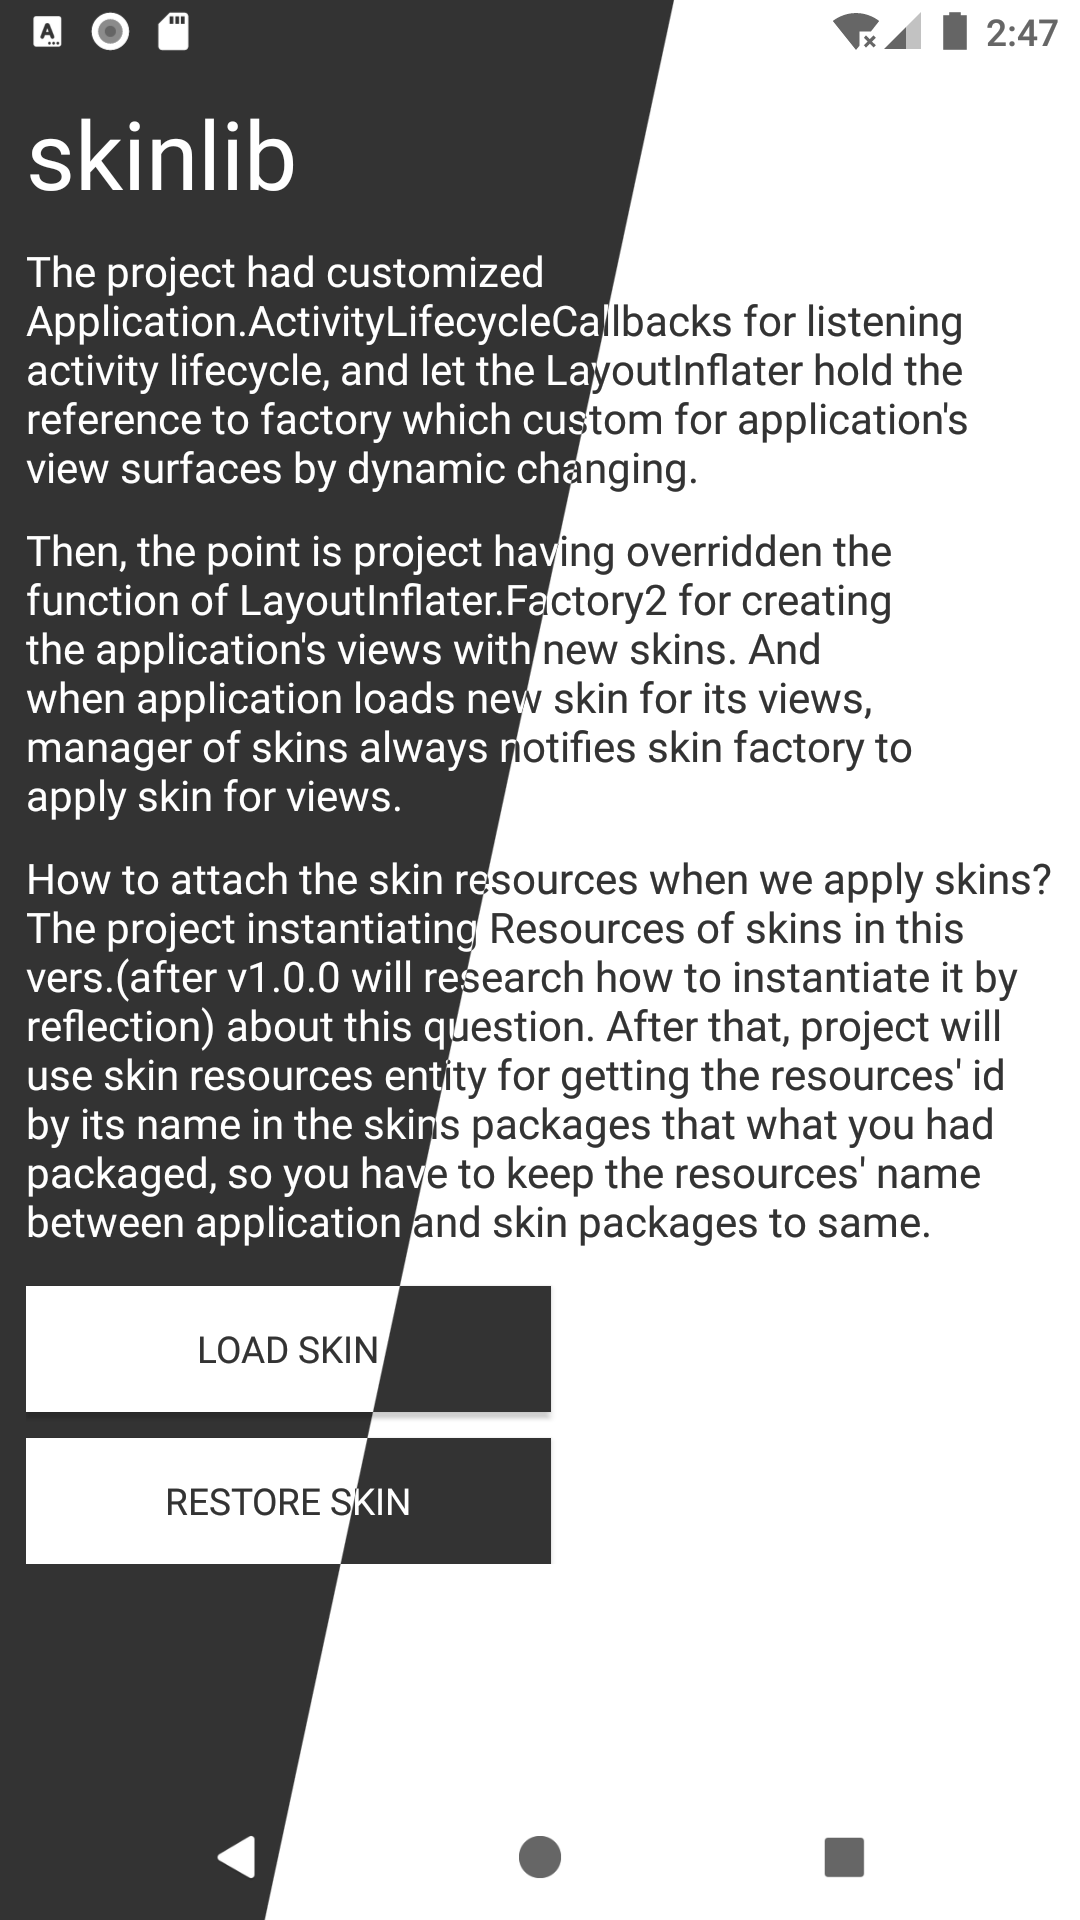 2:47
skinlib
The project had customized
Application.ActivityLifecycleCallbacks for listening
activity lifecycle, and let the LayoutInflater hold the
reference to factory which custom for application's
view surfaces by dynamic changing.
Then, the point is project having overridden the
function of LayoutInflater.Factory2 for creating
the application's views with new skins. And
when application loads new skin for its views,
manager of skins always notifies skin factory to
apply skin for views.
How to attach the skin resources when we apply skins?
The project instantiating Resources of skins in this
vers.(after v1.0.0 will research how to instantiate it by
reflection) about this question. After that, project will
use skin resources entity for getting the resources' id
by its name in the skins packages that what you had
packaged, so you have to keep the resources' name
between application and skin packages to same.
LOAD SKIN
RESTORE SKIN